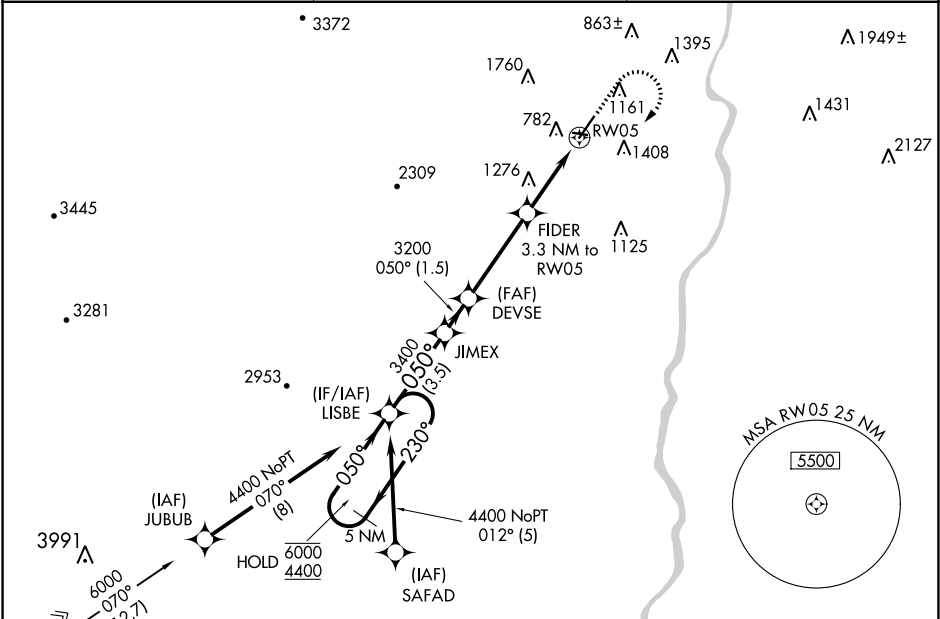 3372
863±
1395
1949±
1760
1161
1431
782
RW05
1408
2127
1276
2309
3445
FIDER
3.3 NM to
RW05
1125
3200
050° (1.5)
(FAF)
DEVSE
3281
JIMEX
3400
050°
(3.5)
2953
(IF/IAF)
LISBE
MSA RW05 25 NM
5500
050°
230°
4400 NoPT
070°
(8)
(IAF)
JUBUB
4400 NoPT
012° (5)
5 NM
HOLD
6000
4400
3991
(IAF)
SAFAD
6000
070°